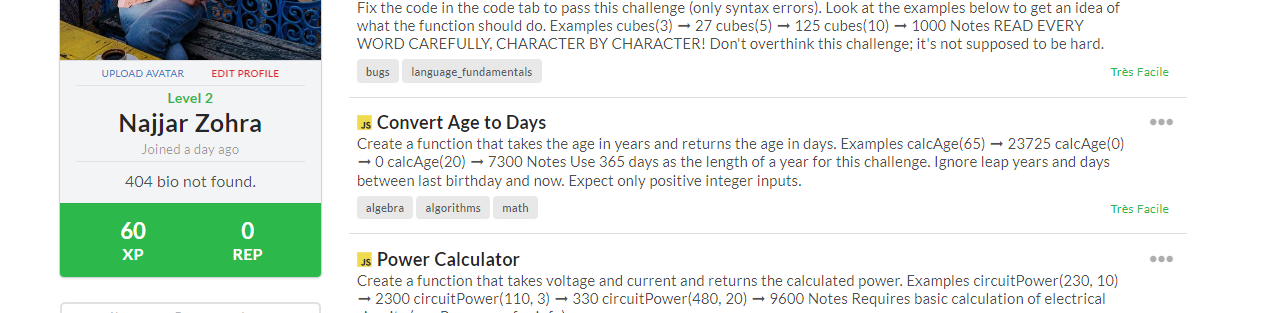 UPLOAD AVATAR EDIT PROFILE
Level 2
Najjar Zohra
Joined a day ago
404 bio not found.
60 0
XP REP
Fix the code in the code tab to pass this challenge (only syntax errors). Look at the examples below to get an idea of
what the function should do. Examples cubes(3) ➞ 27 cubes(5) ➞ 125 cubes(10) ➞ 1000 Notes READ EVERY
WORD CAREFULLY, CHARACTER BY CHARACTER! Don't overthink this challenge; it's not supposed to be hard.
bugs language_fundamentals Très Facile
JS Convert Age to Days
Create a function that takes the age in years and returns the age in days. Examples calcAge(65) ➞ 23725 calcAge(0)
➞ 0 calcAge(20) ➞ 7300 Notes Use 365 days as the length of a year for this challenge. Ignore leap years and days
between last birthday and now. Expect only positive integer inputs.
algebra algorithms math Très Facile
JS Power Calculator
Create a function that takes voltage and current and returns the calculated power. Examples circuitPower(230, 10)
➞ 2300 circuitPower(110, 3) ➞ 330 circuitPower(480, 20) ➞ 9600 Notes Requires basic calculation of electrical